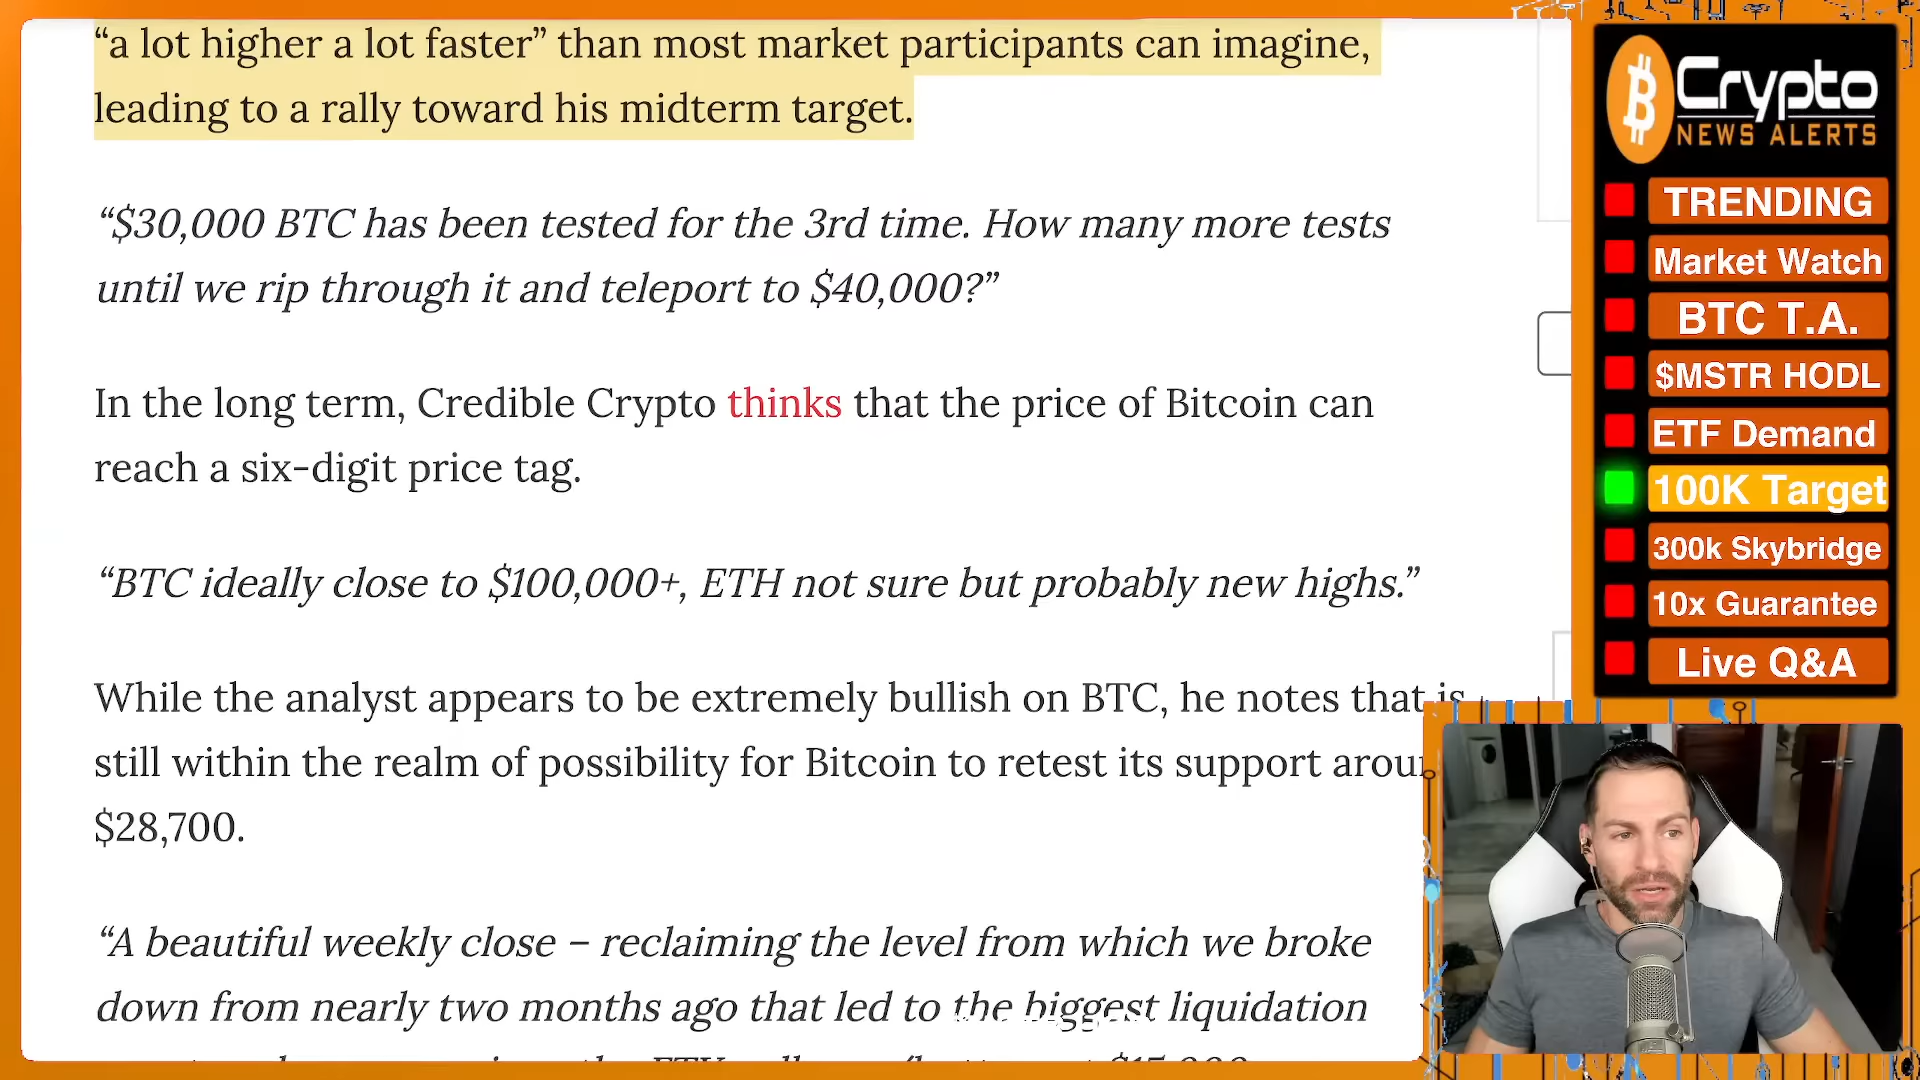 “a lot higher a lot faster” than most market participants can imagine,
leading to a rally toward his midterm target.
“$30,000 BTC has been tested for the 3rd time. How many more tests
until we rip through it and teleport to $40,000?”
In the long term, Credible Crypto thinks that the price of Bitcoin can
reach a six-digit price tag.
“BTC ideally close to $100,000+, ETH not sure but probably new highs.”
While the analyst appears to be extremely bullish on BTC, he notes that is
still within the realm of possibility for Bitcoin to retest its support
$28,700.
“A beautiful weekly close – reclaiming the level from which we broke
down from nearly two months ago that led to the biggest liquidation
Crypto
NEWS ALERTS
TRENDING
Market Watch
BTC T.A.
$MSTR HODL
ETF Demand
100K Target
300k Skybridge
10x Guarantee
Live Q&A